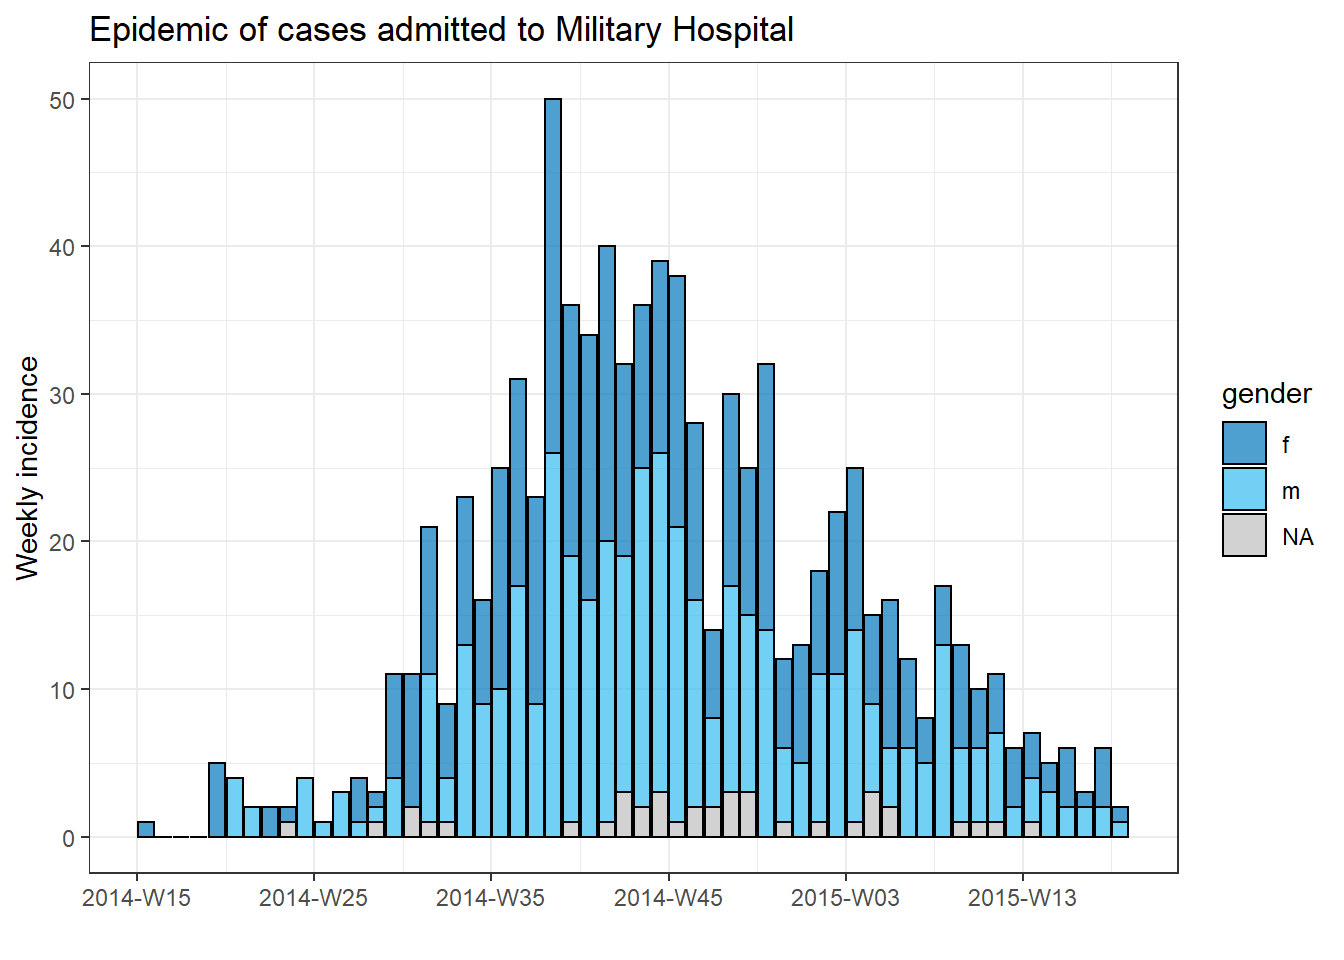 Epidemic of cases admitted to Military Hospital
Weekly incidence
50
40
30
20
10
0
2014-W15 2014-W25 2014-W35 2014-W45 2015-W03 2015-W13
gender
f
m
NA